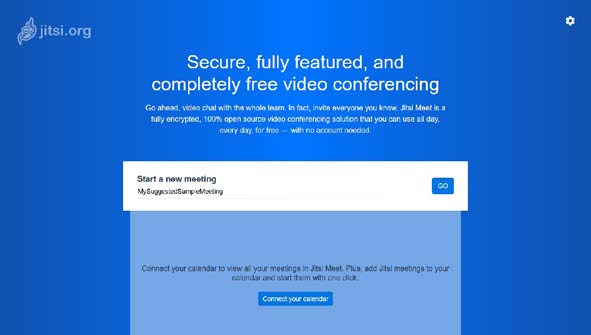 jitsi.org
Secure, fully featured, and
completely free video conferencing
Go ahead, video chat with the whole team. In fact, invite everyone you know. Jitsi Meet is a
fully encrypted, 100% open source video conferencing solution that you can use all day,
every day, for free — with no account needed.
Start a new meeting
MySuggestedSampleMeeting
GO
Connect your calendar to view all your meetings in Jitsi Meet. Plus, add Jitsi meetings to your
calendar and start them with one click.
Connect your calendar